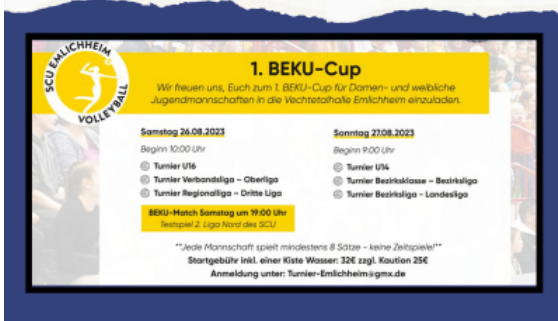 SCU EMLICHHEIM
VOLLEYBALL
1. BEKU-Cup
Wir freuen uns, Euch zum 1. BEKU-Cup für Damen- und weibliche
Jugendmannschaften in die Vechtetalhalle Emlichheim einzuladen.
Samstag 26.08.2023
Beginn 10:00 Uhr
Turnier U16
Turnier Verbandsliga – Oberliga
Turnier Regionalliga – Dritte Liga
BEKU-Match Samstag um 19:00 Uhr
Testspiel 2. Liga Nord des SCU
Sonntag 27.08.2023
Beginn 9:00 Uhr
Turnier U14
Turnier Bezirksklasse – Bezirksliga
Turnier Bezirksliga - Landesliga
**Jede Mannschaft spielt mindestens 8 Sätze - keine Zeitspiele!**
Startgebühr inkl. einer Kiste Wasser: 32€ zzgl. Kaution 25€
Anmeldung unter: Turnier-Emlichheim@gmx.de